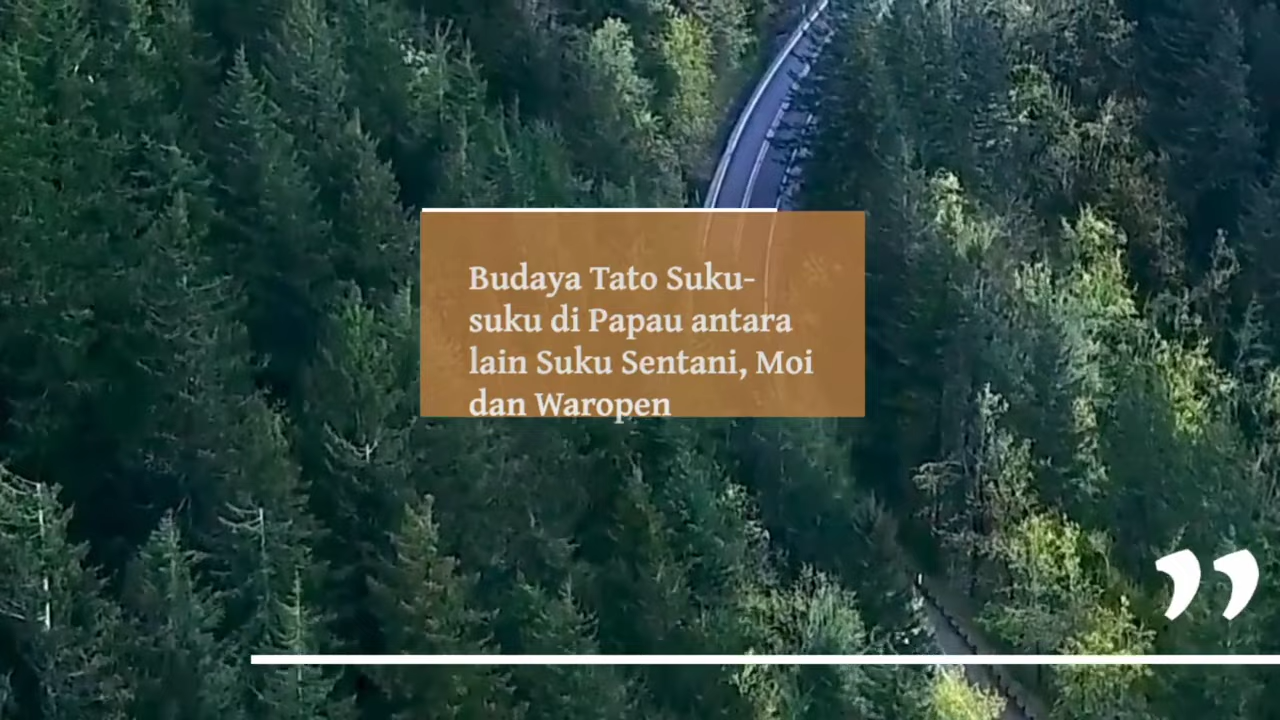 Budaya Tato Suku-
suku di Papau antara
lain Suku Sentani, Moi
dan Waropen
”